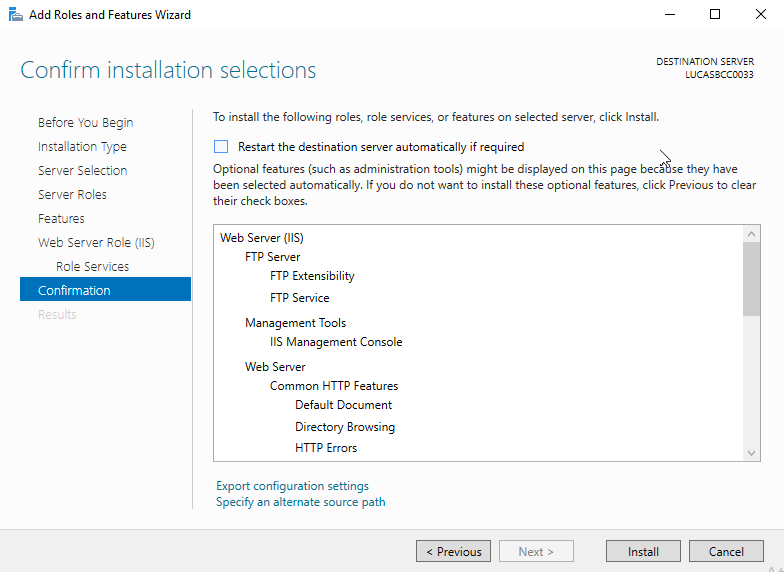 Add Roles and Features Wizard
Confirm installation selections
DESTINATION SERVER
LUCASBCC0033
Before You Begin
Installation Type
Server Selection
Server Roles
Features
Web Server Role (IIS)
Role Services
Confirmation
Results
To install the following roles, role services, or features on selected server, click Install.
Restart the destination server automatically if required
Optional features (such as administration tools) might be displayed on this page because they have
been selected automatically. If you do not want to install these optional features, click Previous to clear
their check boxes.
Web Server (IIS)
FTP Server
FTP Extensibility
FTP Service
Management Tools
IIS Management Console
Web Server
Common HTTP Features
Default Document
Directory Browsing
HTTP Errors
Export configuration settings
Specify an alternate source path
< Previous
Next >
Install
Cancel